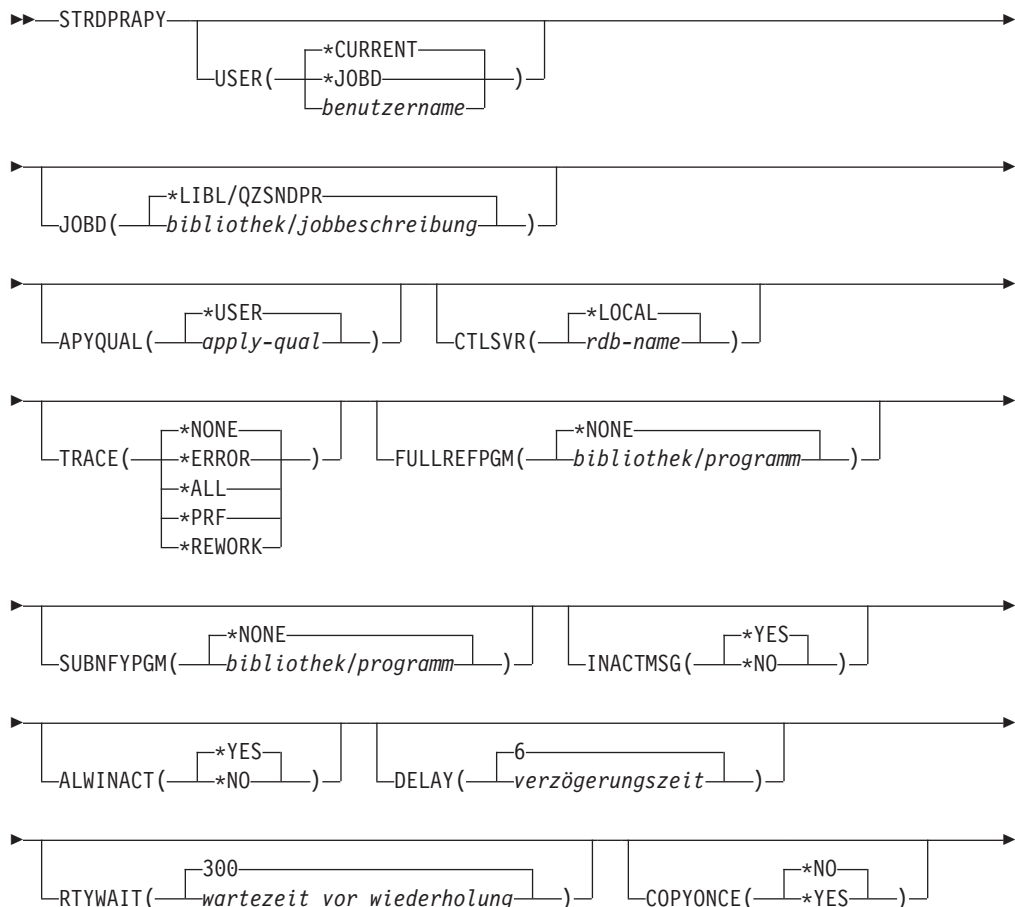 STRDPRAPY
*CURRENT
USER( *JOBD )
benutzername
*LIBL/QZSNDPR
JOBD( bibliothek/jobbeschreibung )
*USER *LOCAL
APYQUAL( apply-qual ) CTLSVR( rdb-name )
*NONE *NONE
TRACE( *ERROR ) FULLREFPGM( bibliothek/programm )
*ALL
*PRF
*REWORK
*NONE *YES
SUBNFYPGM( bibliothek/programm ) INACTMSG( *NO )
*YES 6
ALWINACT( *NO ) DELAY( verzögerungszeit )
300 *NO
RTYWAIT( wartezeit vor wiederholung ) COPYONCE( *YES )